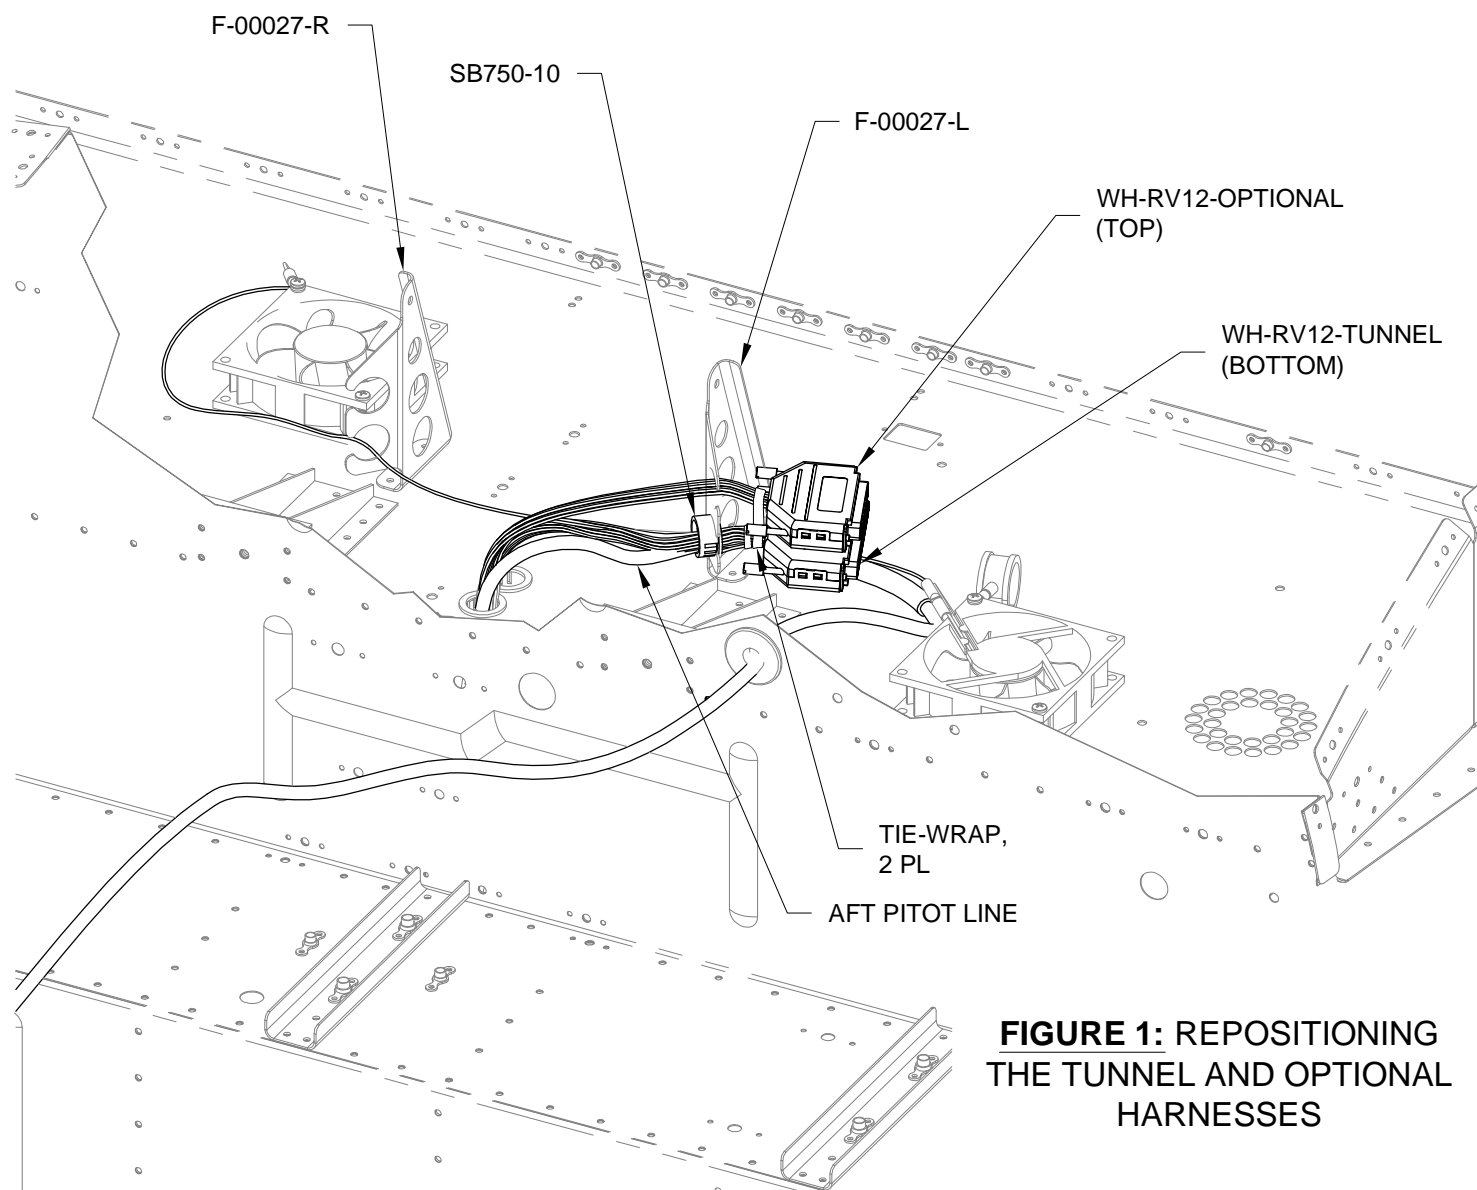 F-00027-R
SB750-10
F-00027-L
WH-RV12-OPTIONAL
(TOP)
WH-RV12-TUNNEL
(BOTTOM)
TIE-WRAP,
2 PL
AFT PITOT LINE
FIGURE 1: REPOSITIONING
THE TUNNEL AND OPTIONAL
HARNESSES